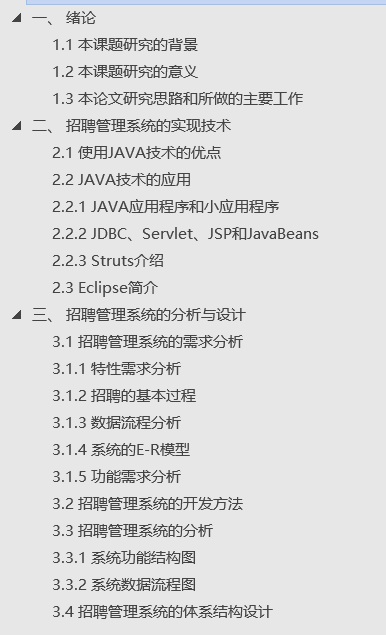 一、 绪论
1.1 本课题研究的背景
1.2 本课题研究的意义
1.3 本论文研究思路和所做的主要工作
二、 招聘管理系统的实现技术
2.1 使用JAVA技术的优点
2.2 JAVA技术的应用
2.2.1 JAVA应用程序和小应用程序
2.2.2 JDBC、Servlet、JSP和JavaBeans
2.2.3 Struts介绍
2.3 Eclipse简介
三、 招聘管理系统的分析与设计
3.1 招聘管理系统的需求分析
3.1.1 特性需求分析
3.1.2 招聘的基本过程
3.1.3 数据流程分析
3.1.4 系统的E-R模型
3.1.5 功能需求分析
3.2 招聘管理系统的开发方法
3.3 招聘管理系统的分析
3.3.1 系统功能结构图
3.3.2 系统数据流程图
3.4 招聘管理系统的体系结构设计